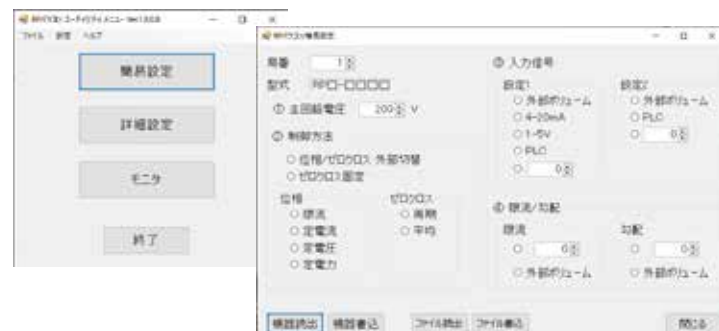 ファイル 設定 ヘルプ
簡易設定
詳細設定
モニタ
終了
局番 1
型式 RPD-□□□□
① 主回路電圧 200 V
② 制御方法
位相/ゼロクロス 外部切替
ゼロクロス固定
位相
限流
定電流
定電圧
定電力
ゼロクロス
周期
平均
③ 入力信号
設定1
外部ボリューム
4-20mA
1-5V
PLC
0
設定2
外部ボリューム
PLC
0
④ 限流/勾配
限流
0
外部ボリューム
勾配
0
外部ボリューム
機器読出 機器書込 ファイル読出 ファイル書込 閉じる